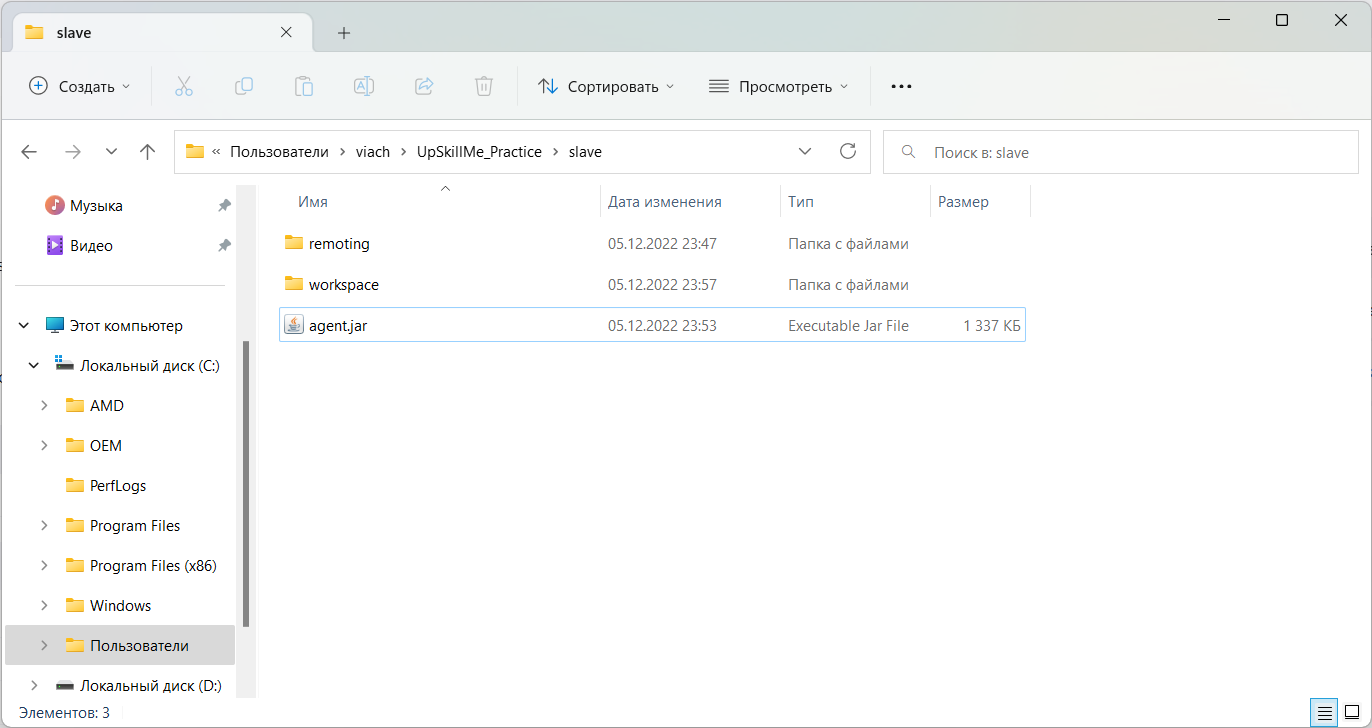 slave
Создать
Сортировать
Просмотреть
« Пользователи › viach › UpSkillMe_Practice › slave
Поиск в: slave
Музыка
Видео
Этот компьютер
Локальный диск (C:)
AMD
OEM
PerfLogs
Program Files
Program Files (x86)
Windows
Пользователи
Локальный диск (D:)
Имя Дата изменения Тип Размер
remoting 05.12.2022 23:47 Папка с файлами
workspace 05.12.2022 23:57 Папка с файлами
agent.jar 05.12.2022 23:53 Executable Jar File 1 337 КБ
Элементов: 3